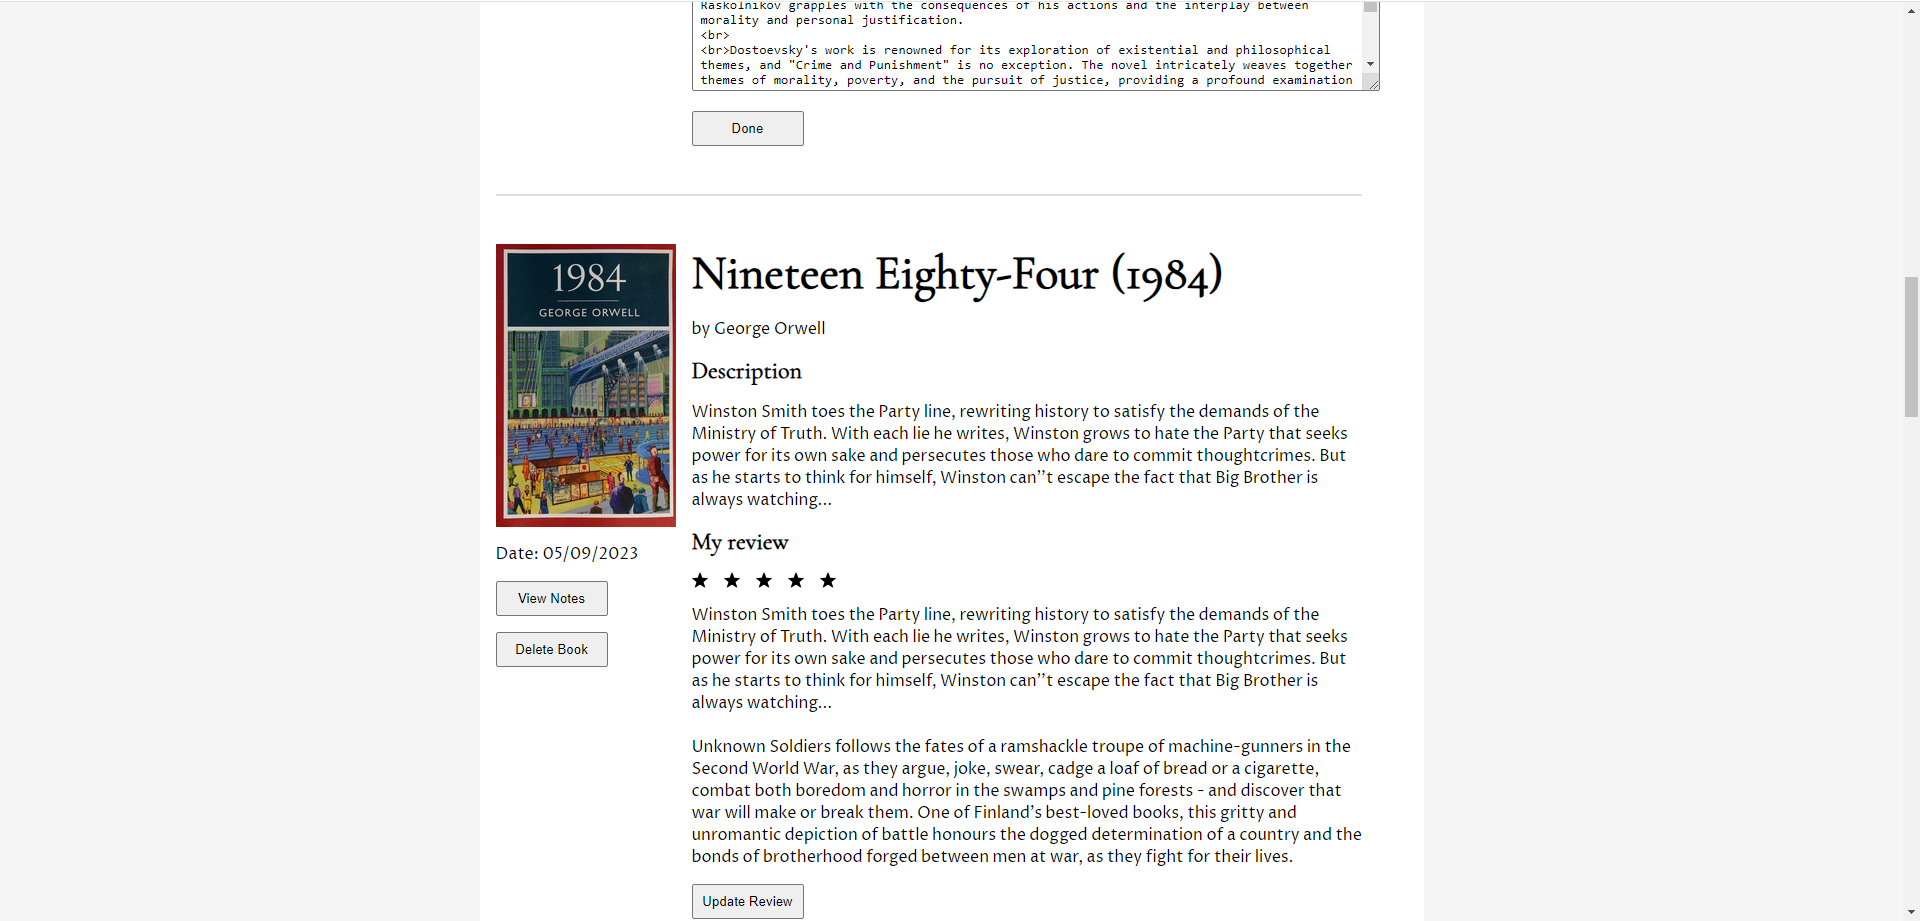 Raskolnikov grapples with the consequences of his actions and the interplay between
morality and personal justification.
<br>
<br>Dostoevsky's work is renowned for its exploration of existential and philosophical
themes, and "Crime and Punishment" is no exception. The novel intricately weaves together
themes of morality, poverty, and the pursuit of justice, providing a profound examination
Done
1984
GEORGE ORWELL
Date: 05/09/2023
View Notes
Delete Book
Nineteen Eighty-Four (1984)
by George Orwell
Description
Winston Smith toes the Party line, rewriting history to satisfy the demands of the
Ministry of Truth. With each lie he writes, Winston grows to hate the Party that seeks
power for its own sake and persecutes those who dare to commit thoughtcrimes. But
as he starts to think for himself, Winston can’’t escape the fact that Big Brother is
always watching...
My review
★ ★ ★ ★ ★
Winston Smith toes the Party line, rewriting history to satisfy the demands of the
Ministry of Truth. With each lie he writes, Winston grows to hate the Party that seeks
power for its own sake and persecutes those who dare to commit thoughtcrimes. But
as he starts to think for himself, Winston can’’t escape the fact that Big Brother is
always watching...
Unknown Soldiers follows the fates of a ramshackle troupe of machine-gunners in the
Second World War, as they argue, joke, swear, cadge a loaf of bread or a cigarette,
combat both boredom and horror in the swamps and pine forests - and discover that
war will make or break them. One of Finland’s best-loved books, this gritty and
unromantic depiction of battle honours the dogged determination of a country and the
bonds of brotherhood forged between men at war, as they fight for their lives.
Update Review